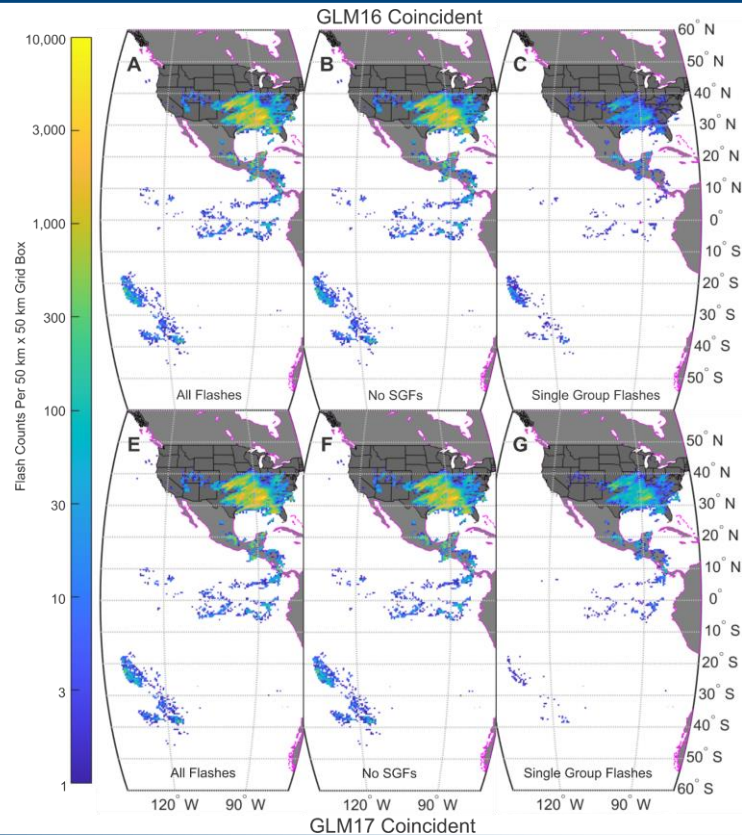 GLM16 Coincident
10,000
3,000
1,000
300
100
30
10
3
1
Flash Counts Per 50 km x 50 km Grid Box
A
B
C
60° N
50° N
40° N
30° N
20° N
10° N
0°
10° S
20° S
30° S
40° S
50° S
All Flashes
No SGFs
Single Group Flashes
E
F
G
50° N
40° N
30° N
20° N
10° N
0°
10° S
20° S
30° S
40° S
50° S
60° S
All Flashes
No SGFs
Single Group Flashes
120° W
90° W
120° W
90° W
120° W
90° W
GLM17 Coincident